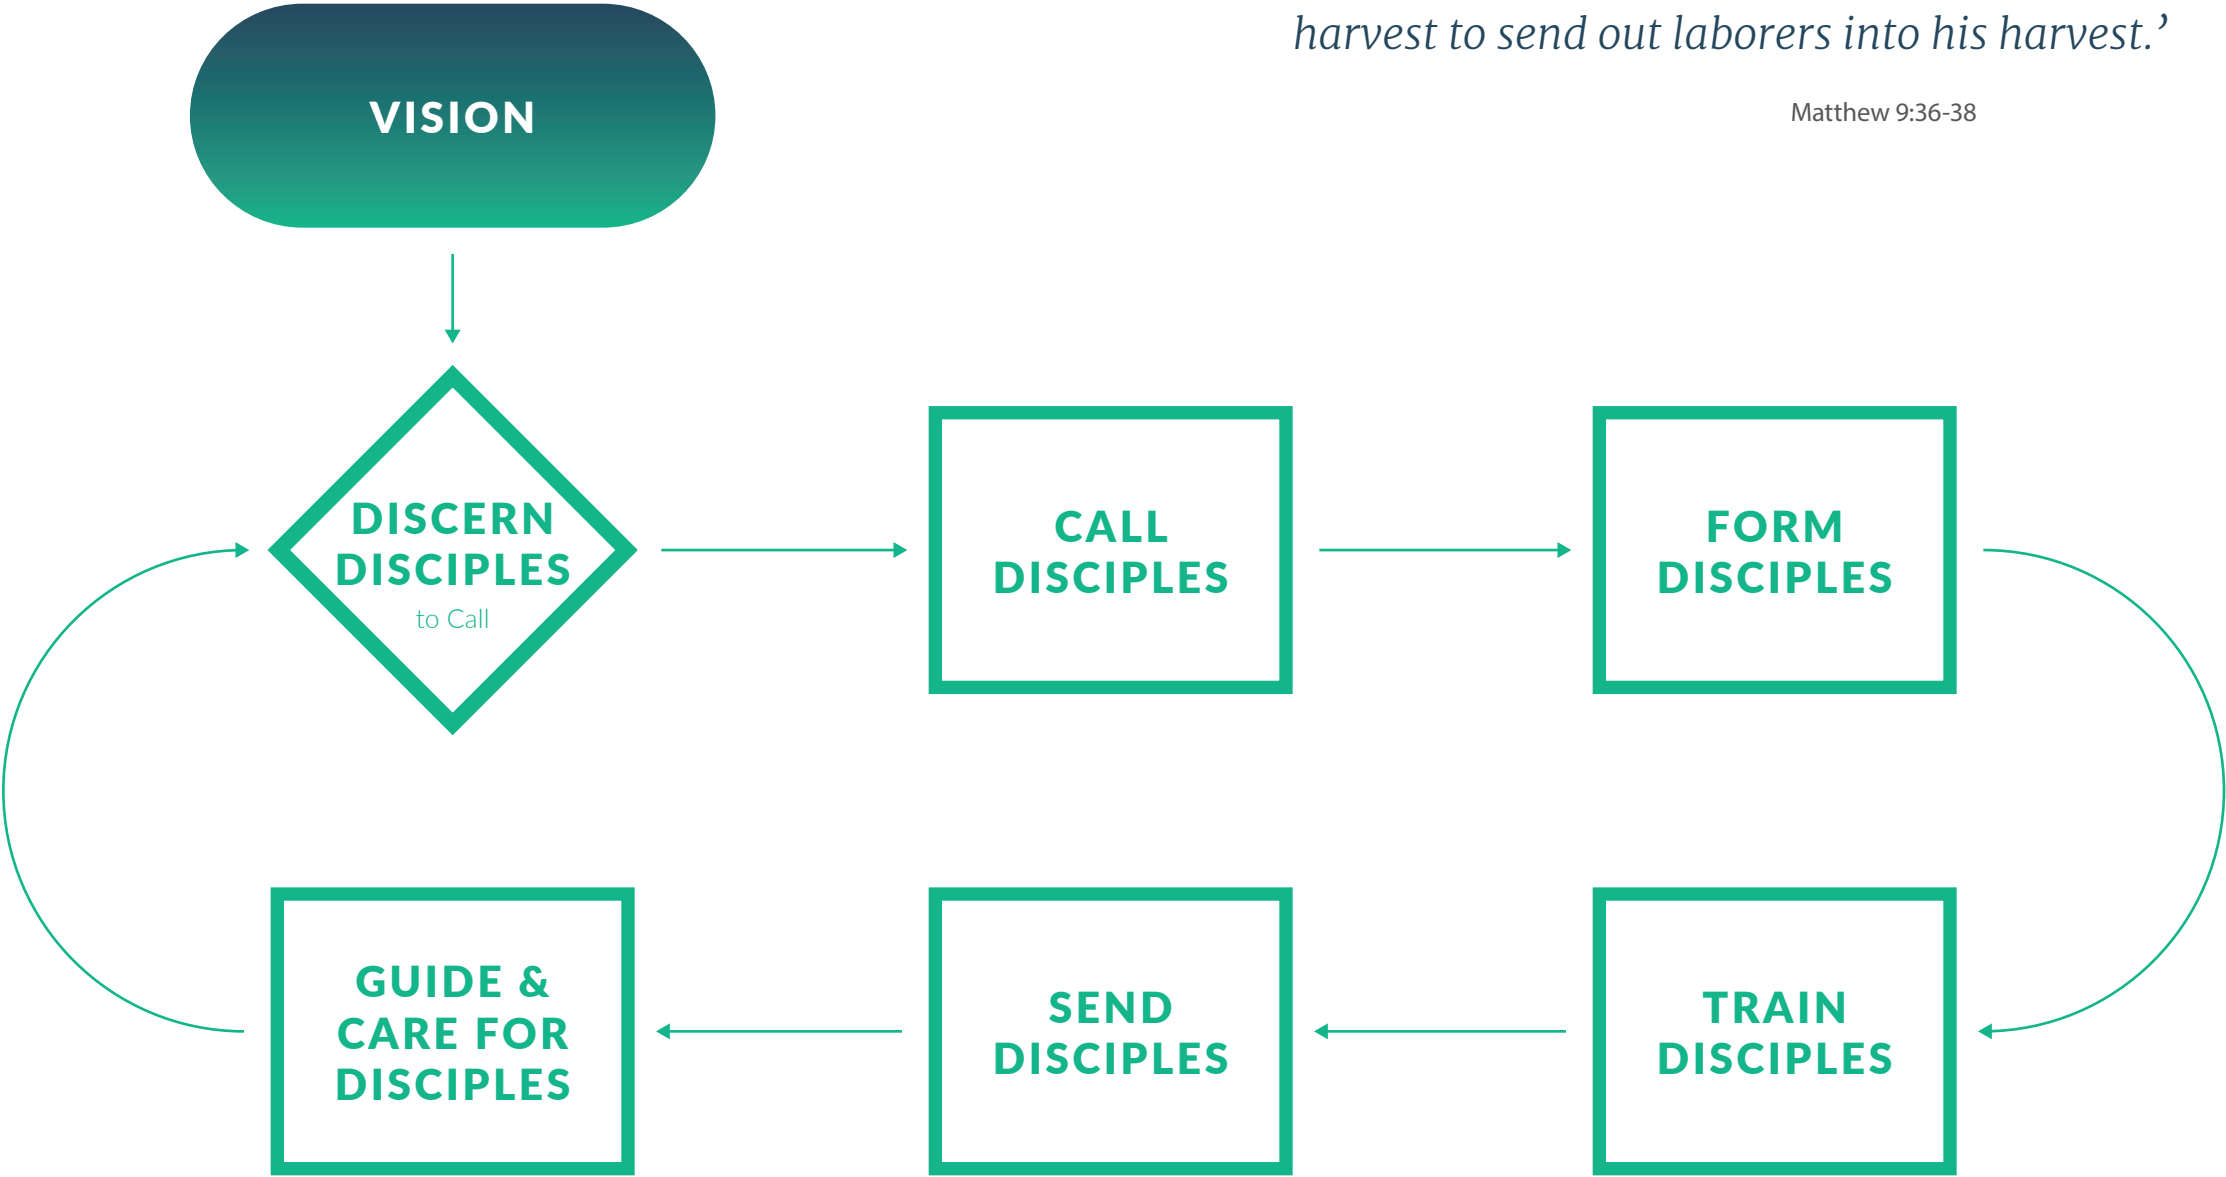 harvest to send out laborers into his harvest.’
Matthew 9:36-38
VISION
DISCERN
DISCIPLES
to Call
CALL
DISCIPLES
FORM
DISCIPLES
GUIDE &
CARE FOR
DISCIPLES
SEND
DISCIPLES
TRAIN
DISCIPLES